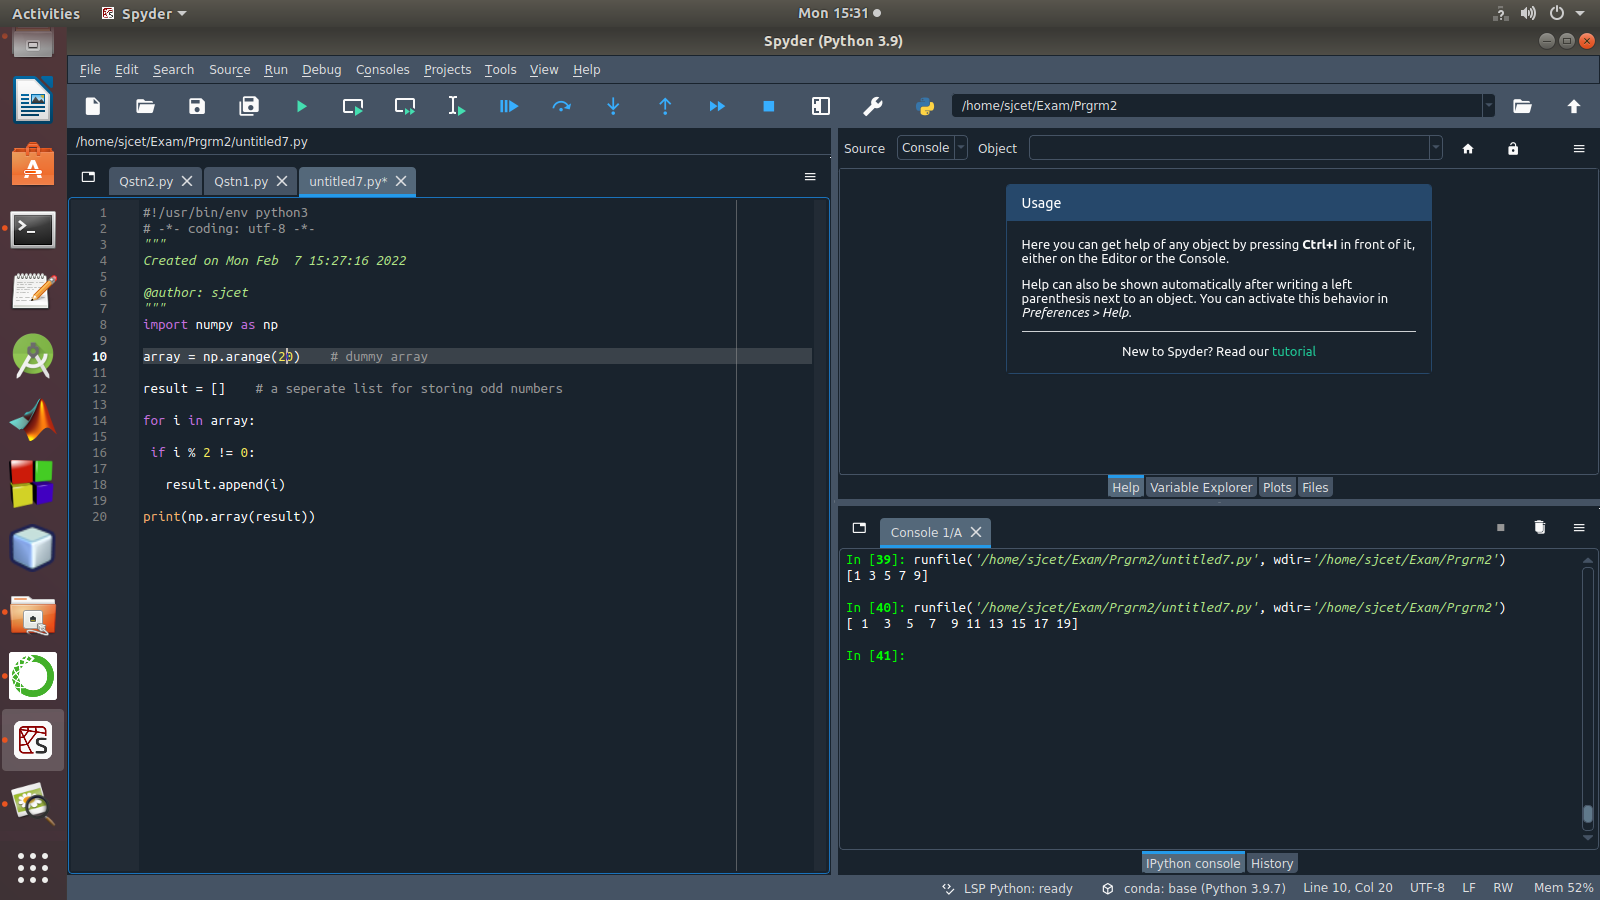 Activities Spyder Mon 15:31
Spyder (Python 3.9)
File Edit Search Source Run Debug Consoles Projects Tools View Help
/home/sjcet/Exam/Prgrm2
/home/sjcet/Exam/Prgrm2/untitled7.py
Qstn2.py Qstn1.py untitled7.py*
1 #!/usr/bin/env python3
2 # -*- coding: utf-8 -*-
3 """
4 Created on Mon Feb  7 15:27:16 2022
5
6 @author: sjcet
7 """
8 import numpy as np
9
10 array = np.arange(20)    # dummy array
11
12 result = []    # a seperate list for storing odd numbers
13
14 for i in array:
15
16  if i % 2 != 0:
17
18    result.append(i)
19
20 print(np.array(result))
Source Console Object
Usage
Here you can get help of any object by pressing Ctrl+I in front of it,
either on the Editor or the Console.
Help can also be shown automatically after writing a left
parenthesis next to an object. You can activate this behavior in
Preferences > Help.
New to Spyder? Read our tutorial
Help Variable Explorer Plots Files
Console 1/A
In [39]: runfile('/home/sjcet/Exam/Prgrm2/untitled7.py', wdir='/home/sjcet/Exam/Prgrm2')
[1 3 5 7 9]
In [40]: runfile('/home/sjcet/Exam/Prgrm2/untitled7.py', wdir='/home/sjcet/Exam/Prgrm2')
[ 1  3  5  7  9 11 13 15 17 19]
In [41]:
IPython console History
LSP Python: ready conda: base (Python 3.9.7) Line 10, Col 20 UTF-8 LF RW Mem 52%